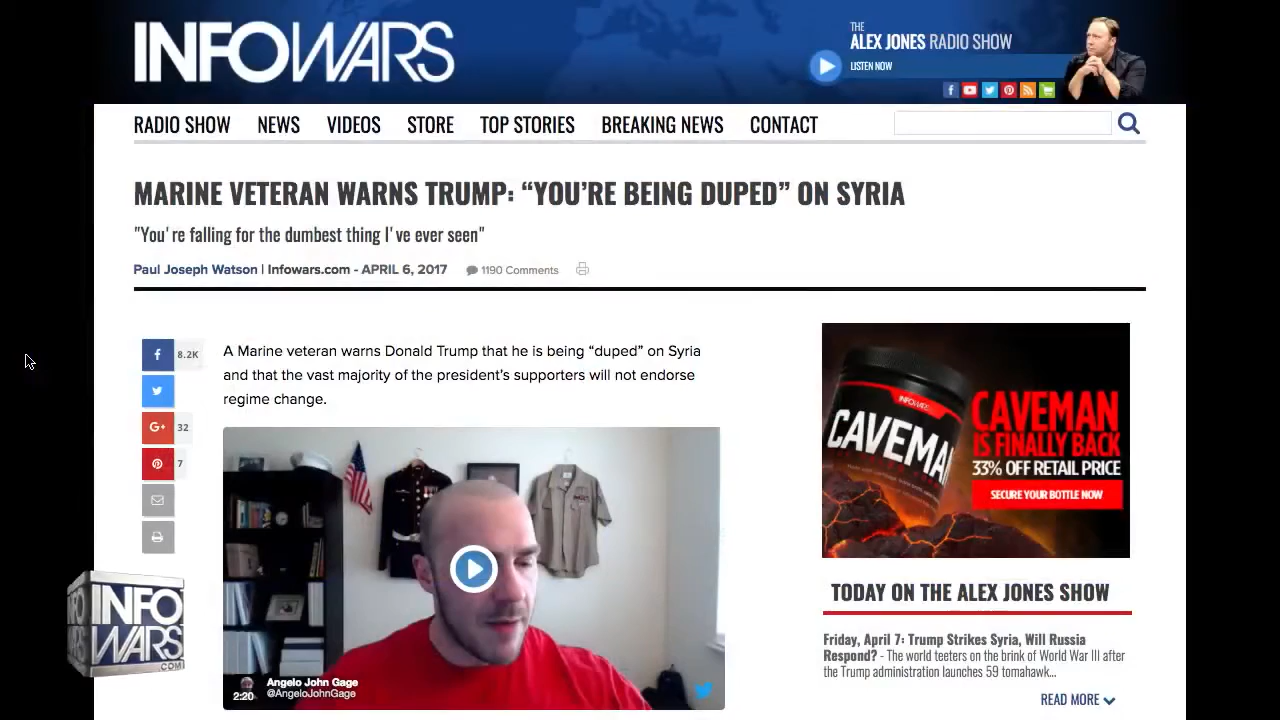 INFOWARS
THE
ALEX JONES RADIO SHOW
LISTEN NOW
RADIO SHOW NEWS VIDEOS STORE TOP STORIES BREAKING NEWS CONTACT
MARINE VETERAN WARNS TRUMP: “YOU’RE BEING DUPED” ON SYRIA
"You're falling for the dumbest thing I've ever seen"
Paul Joseph Watson | Infowars.com - APRIL 6, 2017 1190 Comments
8.2K
G+ 32
7
A Marine veteran warns Donald Trump that he is being “duped” on Syria
and that the vast majority of the president’s supporters will not endorse
regime change.
2:20
Angelo John Gage
@AngeloJohnGage
INFOWARS
CAVEMA
CAVEMAN
IS FINALLY BACK
33% OFF RETAIL PRICE
SECURE YOUR BOTTLE NOW
TODAY ON THE ALEX JONES SHOW
Friday, April 7: Trump Strikes Syria, Will Russia
Respond? - The world teeters on the brink of World War III after
the Trump administration launches 59 tomahawk...
READ MORE
INFO
WARS
.COM